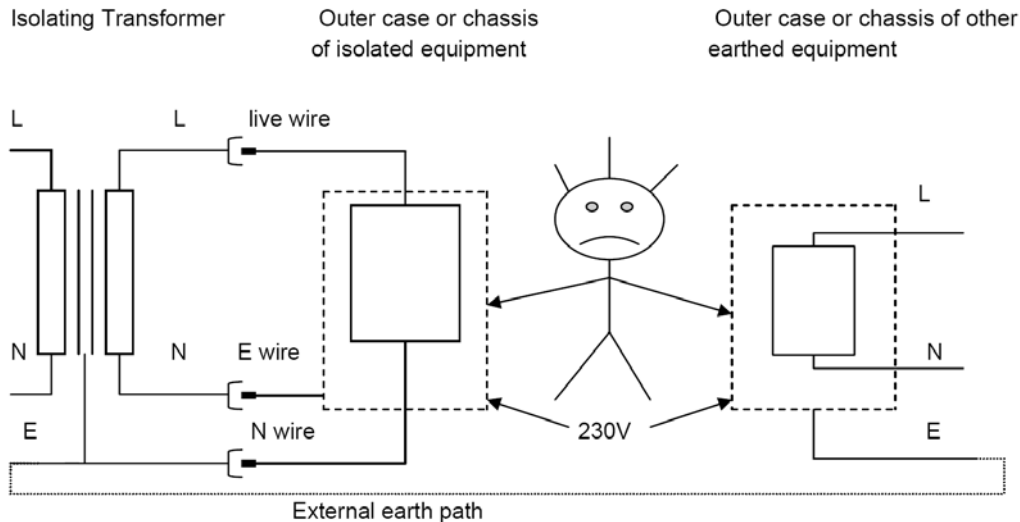 Isolating Transformer
Outer case or chassis
of isolated equipment
Outer case or chassis of other
earthed equipment
L
L
live wire
L
N
N
E wire
N
E
N wire
230V
E
External earth path